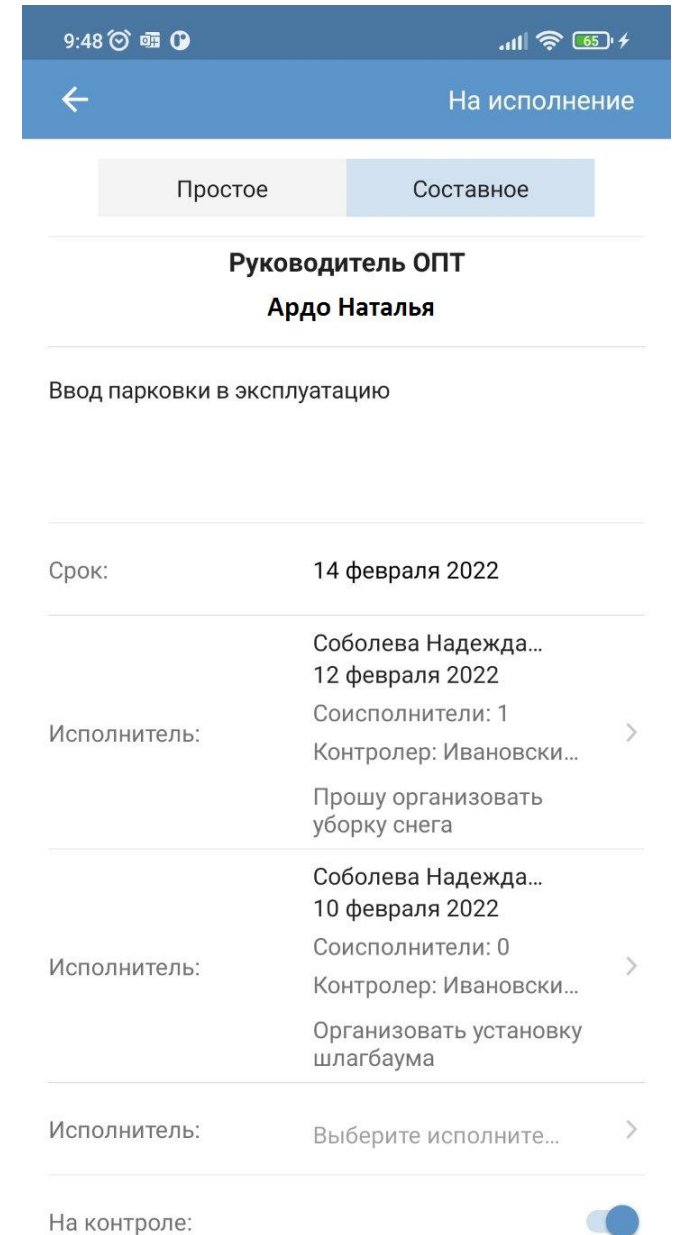 9:48
65
На исполнение
Простое
Составное
Руководитель ОПТ
Ардо Наталья
Ввод парковки в эксплуатацию
Срок:
14 февраля 2022
Исполнитель:
Соболева Надежда...
12 февраля 2022
Соисполнители: 1
Контролер: Ивановски...
Прошу организовать
уборку снега
Исполнитель:
Соболева Надежда...
10 февраля 2022
Соисполнители: 0
Контролер: Ивановски...
Организовать установку
шлагбаума
Исполнитель:
Выберите исполните...
На контроле: